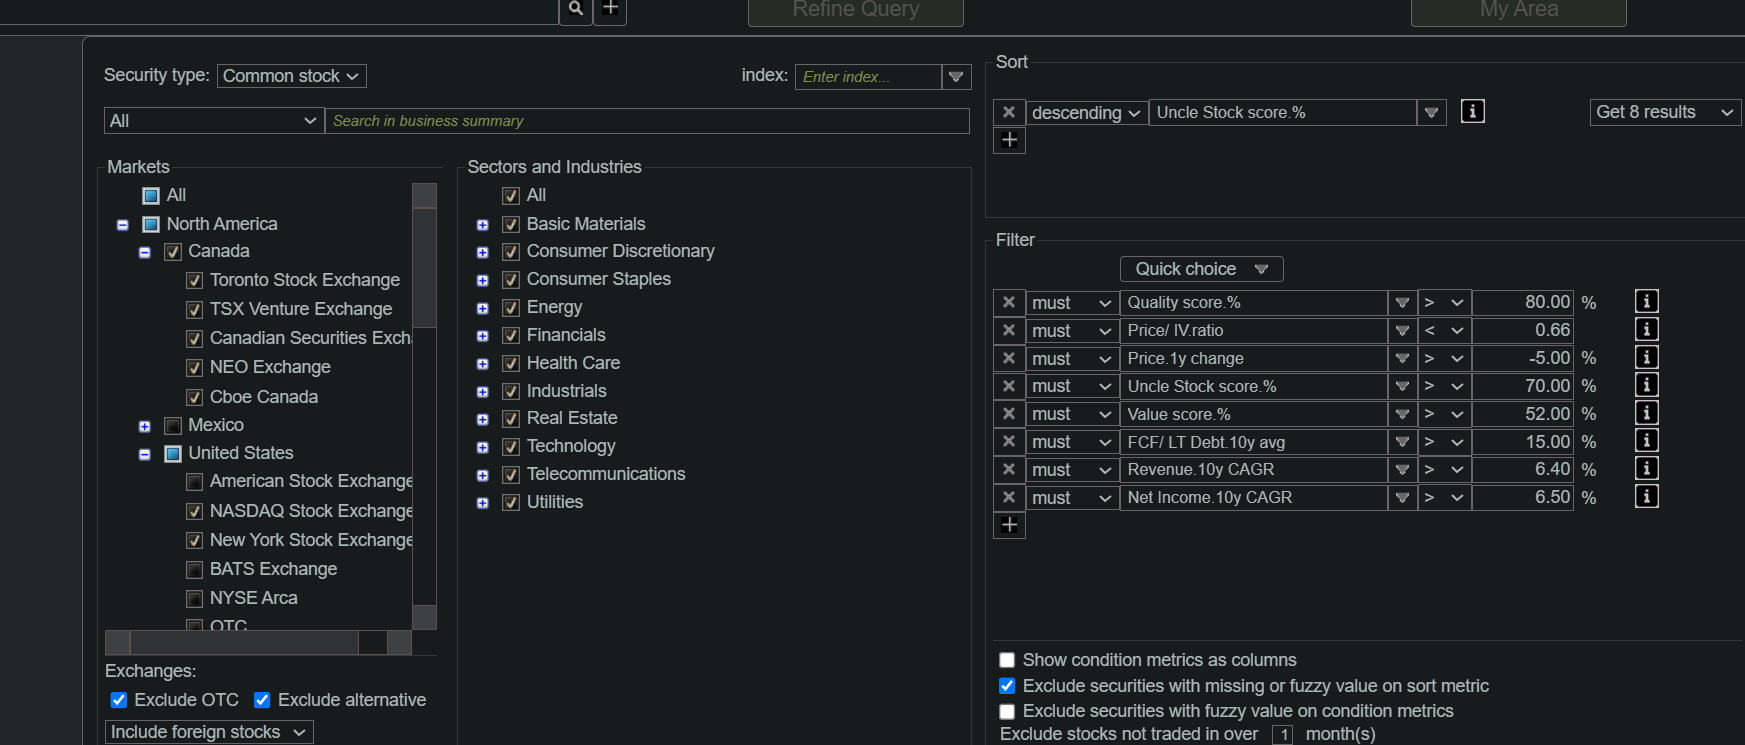 Refine Query
My Area
Security type: Common stock
index: Enter index...
All Search in business summary
Markets
All
North America
Canada
Toronto Stock Exchange
TSX Venture Exchange
Canadian Securities Exch
NEO Exchange
Cboe Canada
Mexico
United States
American Stock Exchange
NASDAQ Stock Exchange
New York Stock Exchange
BATS Exchange
NYSE Arca
OTC
Exchanges:
Exclude OTC Exclude alternative
Include foreign stocks
Sectors and Industries
All
Basic Materials
Consumer Discretionary
Consumer Staples
Energy
Financials
Health Care
Industrials
Real Estate
Technology
Telecommunications
Utilities
Sort
descending Uncle Stock score.% i Get 8 results
Filter
Quick choice
must Quality score.% > 80.00 % i
must Price/ IV.ratio < 0.66 i
must Price.1y change > -5.00 % i
must Uncle Stock score.% > 70.00 % i
must Value score.% > 52.00 % i
must FCF/ LT Debt.10y avg > 15.00 % i
must Revenue.10y CAGR > 6.40 % i
must Net Income.10y CAGR > 6.50 % i
Show condition metrics as columns
Exclude securities with missing or fuzzy value on sort metric
Exclude securities with fuzzy value on condition metrics
Exclude stocks not traded in over 1 month(s)